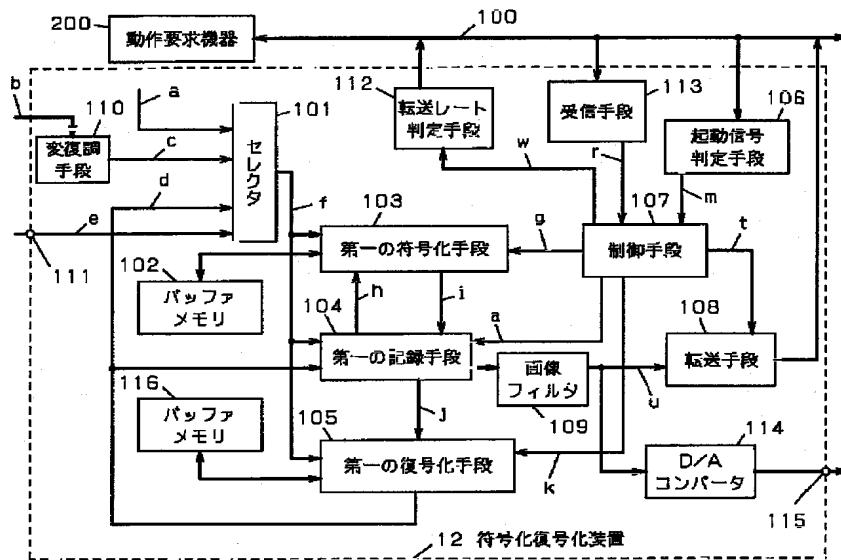 200
動作要求機器
100
b
110
変復調
手段
a
c
d
e
111
101
セレクタ
f
112
転送レート
判定手段
w
受信手段
113
r
106
起動信号
判定手段
m
103
第一の符号化手段
g
107
制御手段
t
102
バッファ
メモリ
h
i
104
第一の記録手段
a
108
転送手段
画像
フィルタ
109
u
116
バッファ
メモリ
j
105
第一の復号化手段
k
114
D/A
コンバータ
115
12 符号化復号化装置